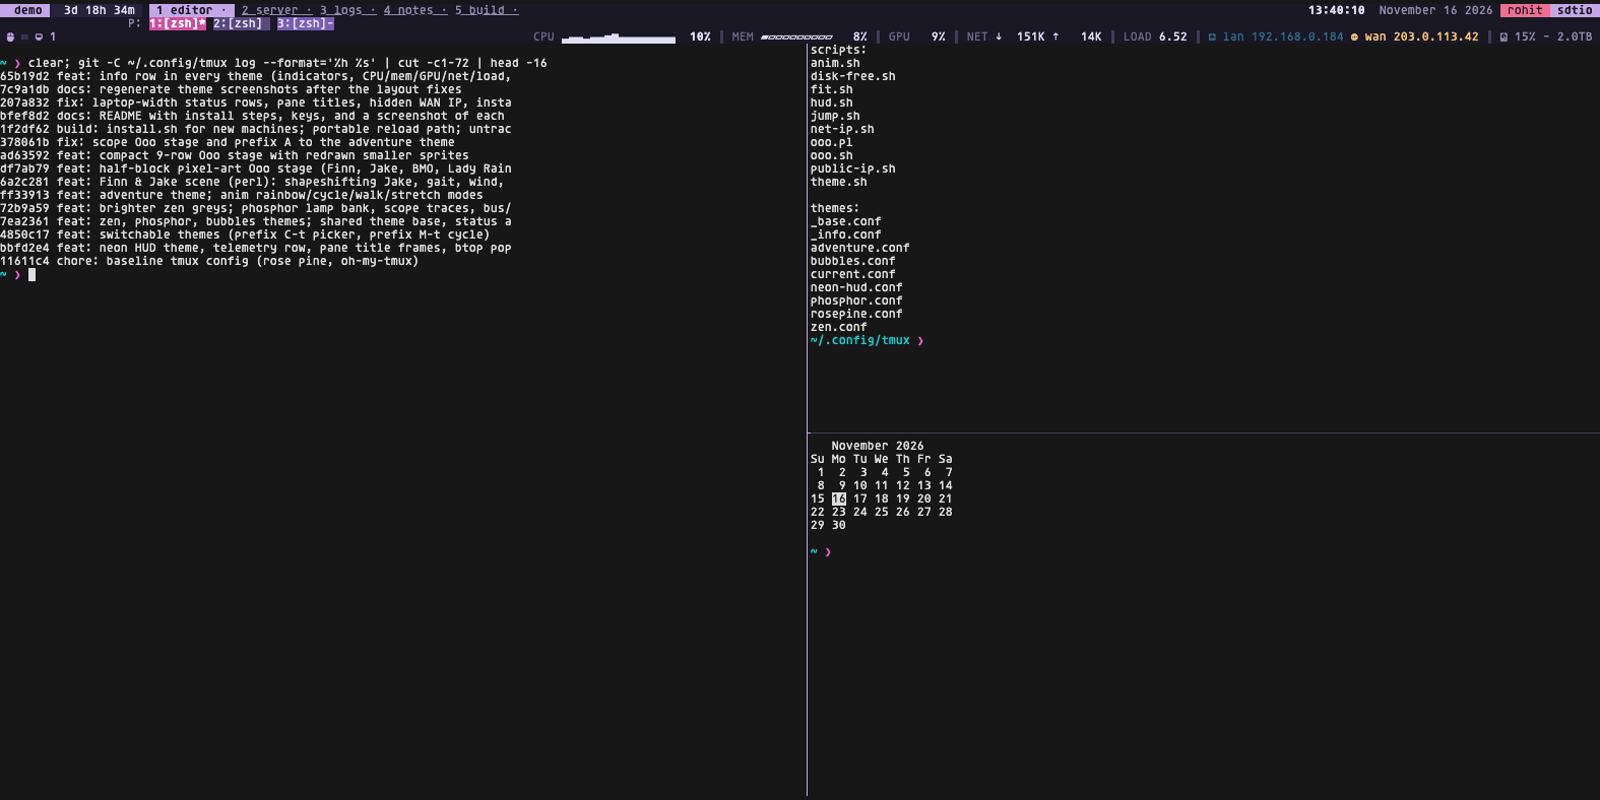 demo 3d 18h 34m 1 editor · 2 server · 3 logs · 4 notes · 5 build · 13:40:10 November 16 2026 rohit sdtio
P: 1:[zsh]* 2:[zsh] 3:[zsh]-
1 CPU 10% | MEM 8% | GPU 9% | NET ↓ 151K ↑ 14K | LOAD 6.52 | lan 192.168.0.184 wan 203.0.113.42 | 15% - 2.0TB
~ ❯ clear; git -C ~/.config/tmux log --format='%h %s' | cut -c1-72 | head -16
65b19d2 feat: info row in every theme (indicators, CPU/mem/GPU/net/load,
7c9a1db docs: regenerate theme screenshots after the layout fixes
207a832 fix: laptop-width status rows, pane titles, hidden WAN IP, insta
bfef8d2 docs: README with install steps, keys, and a screenshot of each
1f2df62 build: install.sh for new machines; portable reload path; untrac
378061b fix: scope Ooo stage and prefix A to the adventure theme
ad63592 feat: compact 9-row Ooo stage with redrawn smaller sprites
df7ab79 feat: half-block pixel-art Ooo stage (Finn, Jake, BMO, Lady Rain
6a2c281 feat: Finn & Jake scene (perl): shapeshifting Jake, gait, wind,
ff33913 feat: adventure theme; anim rainbow/cycle/walk/stretch modes
72b9a59 feat: brighter zen greys; phosphor lamp bank, scope traces, bus/
7ea2361 feat: zen, phosphor, bubbles themes; shared theme base, status a
4850c17 feat: switchable themes (prefix C-t picker, prefix M-t cycle)
bbfd2e4 feat: neon HUD theme, telemetry row, pane title frames, btop pop
11611c4 chore: baseline tmux config (rose pine, oh-my-tmux)
~ ❯
scripts:
anim.sh
disk-free.sh
fit.sh
hud.sh
jump.sh
net-ip.sh
ooo.pl
ooo.sh
public-ip.sh
theme.sh
themes:
_base.conf
_info.conf
adventure.conf
bubbles.conf
current.conf
neon-hud.conf
phosphor.conf
rosepine.conf
zen.conf
~/.config/tmux ❯
November 2026
Su Mo Tu We Th Fr Sa
1 2 3 4 5 6 7
8 9 10 11 12 13 14
15 16 17 18 19 20 21
22 23 24 25 26 27 28
29 30
~ ❯